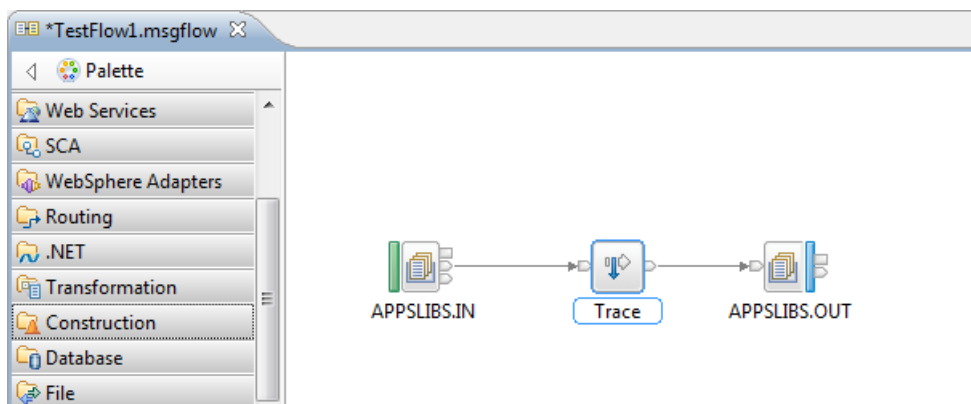 *TestFlow1.msgflow
Palette
Web Services
SCA
WebSphere Adapters
Routing
.NET
Transformation
Construction
Database
File
APPSLIBS.IN
Trace
APPSLIBS.OUT